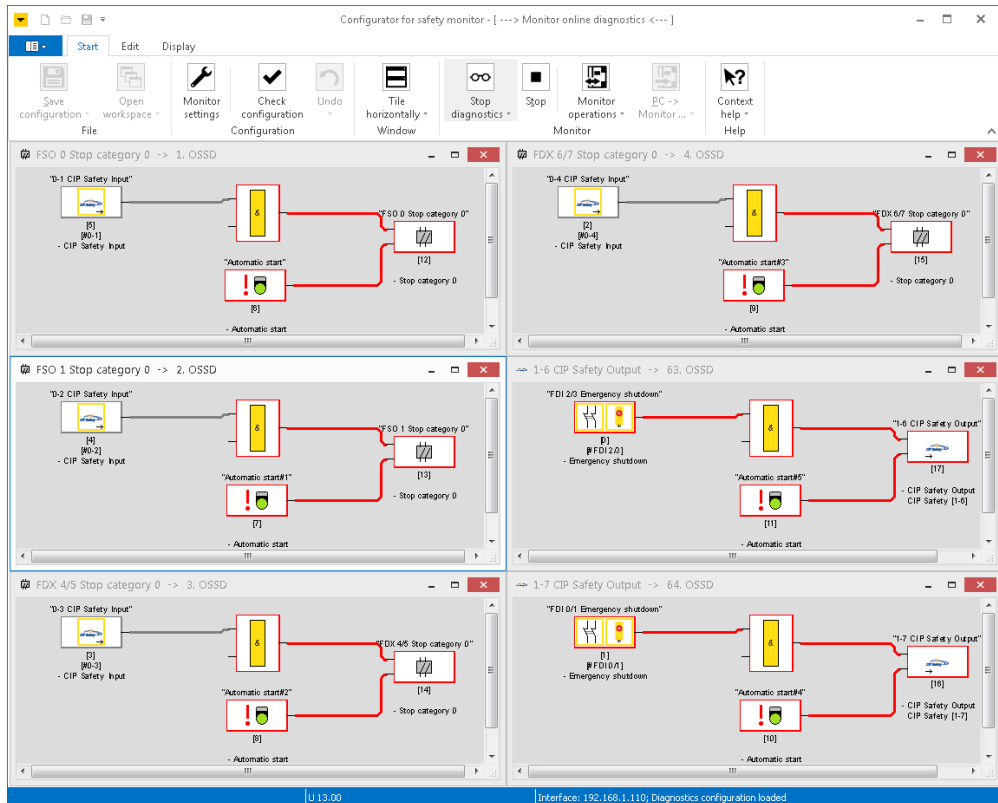 Configurator for safety monitor - [ ---> Monitor online diagnostics <--- ]
Start Edit Display
Save configuration
Open workspace
Monitor settings
Check configuration
Undo
Tile horizontally
Stop diagnostics
Stop
Monitor operations
PC -> Monitor ...
Context help
File
Configuration
Window
Monitor
Help
FSO 0 Stop category 0 -> 1. OSSD
"0-1 CIP Safety Input"
CIP Safety
[5]
[#0-1]
- CIP Safety Input
&
"Automatic start"
[6]
- Automatic start
"FSO 0 Stop category 0"
[12]
- Stop category 0
FDX 6/7 Stop category 0 -> 4. OSSD
"0-4 CIP Safety Input"
CIP Safety
[2]
[#0-4]
- CIP Safety Input
&
"Automatic start#3"
[9]
- Automatic start
"FDX 6/7 Stop category 0"
[15]
- Stop category 0
FSO 1 Stop category 0 -> 2. OSSD
"0-2 CIP Safety Input"
CIP Safety
[4]
[#0-2]
- CIP Safety Input
&
"Automatic start#1"
[7]
- Automatic start
"FSO 1 Stop category 0"
[13]
- Stop category 0
1-6 CIP Safety Output -> 63. OSSD
"FDI 2/3 Emergency shutdown"
[0]
[#FDI2/3]
- Emergency shutdown
&
"Automatic start#5"
[11]
- Automatic start
"1-6 CIP Safety Output"
CIP Safety
[17]
- CIP Safety Output
CIP Safety [1-6]
FDX 4/5 Stop category 0 -> 3. OSSD
"0-3 CIP Safety Input"
CIP Safety
[3]
[#0-3]
- CIP Safety Input
&
"Automatic start#2"
[8]
- Automatic start
"FDX 4/5 Stop category 0"
[14]
- Stop category 0
1-7 CIP Safety Output -> 64. OSSD
"FDI 0/1 Emergency shutdown"
[1]
[#FDI0/1]
- Emergency shutdown
&
"Automatic start#4"
[10]
- Automatic start
"1-7 CIP Safety Output"
CIP Safety
[16]
- CIP Safety Output
CIP Safety [1-7]
U 13.00
Interface: 192.168.1.110; Diagnostics configuration loaded